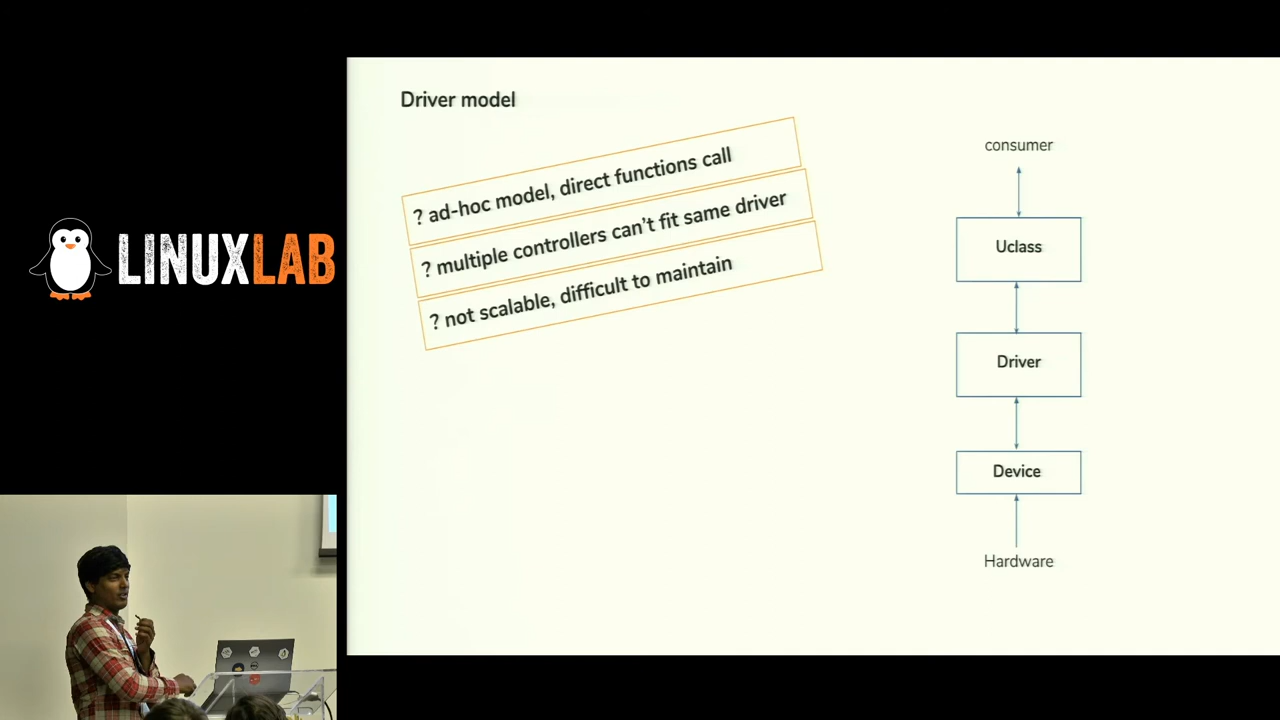 LINUXLAB
Driver model
? ad-hoc model, direct functions call
? multiple controllers can't fit same driver
? not scalable, difficult to maintain
consumer
Uclass
Driver
Device
Hardware